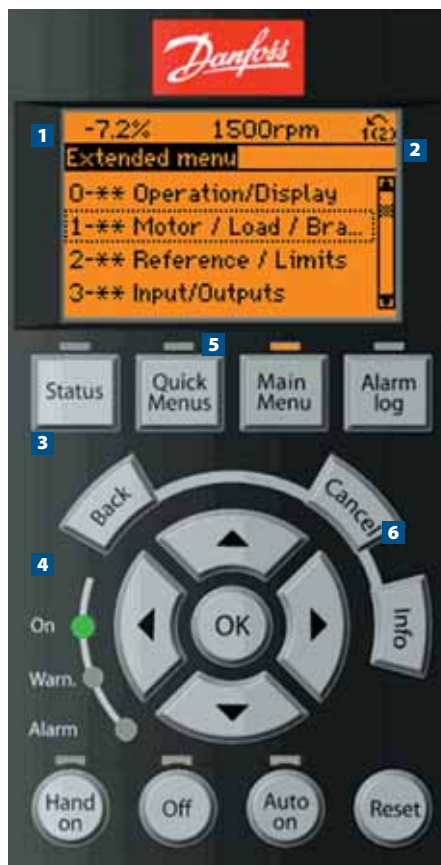 Danfoss
1
-7.2% 1500rpm 1(2)
2
Extended menu
0-** Operation/Display
1-** Motor / Load / Bra...
2-** Reference / Limits
3-** Input/Outputs
5
Status
Quick
Menus
Main
Menu
Alarm
log
3
Back
Cancel
6
4
OK
Info
On
Warn.
Alarm
Hand
on
Off
Auto
on
Reset